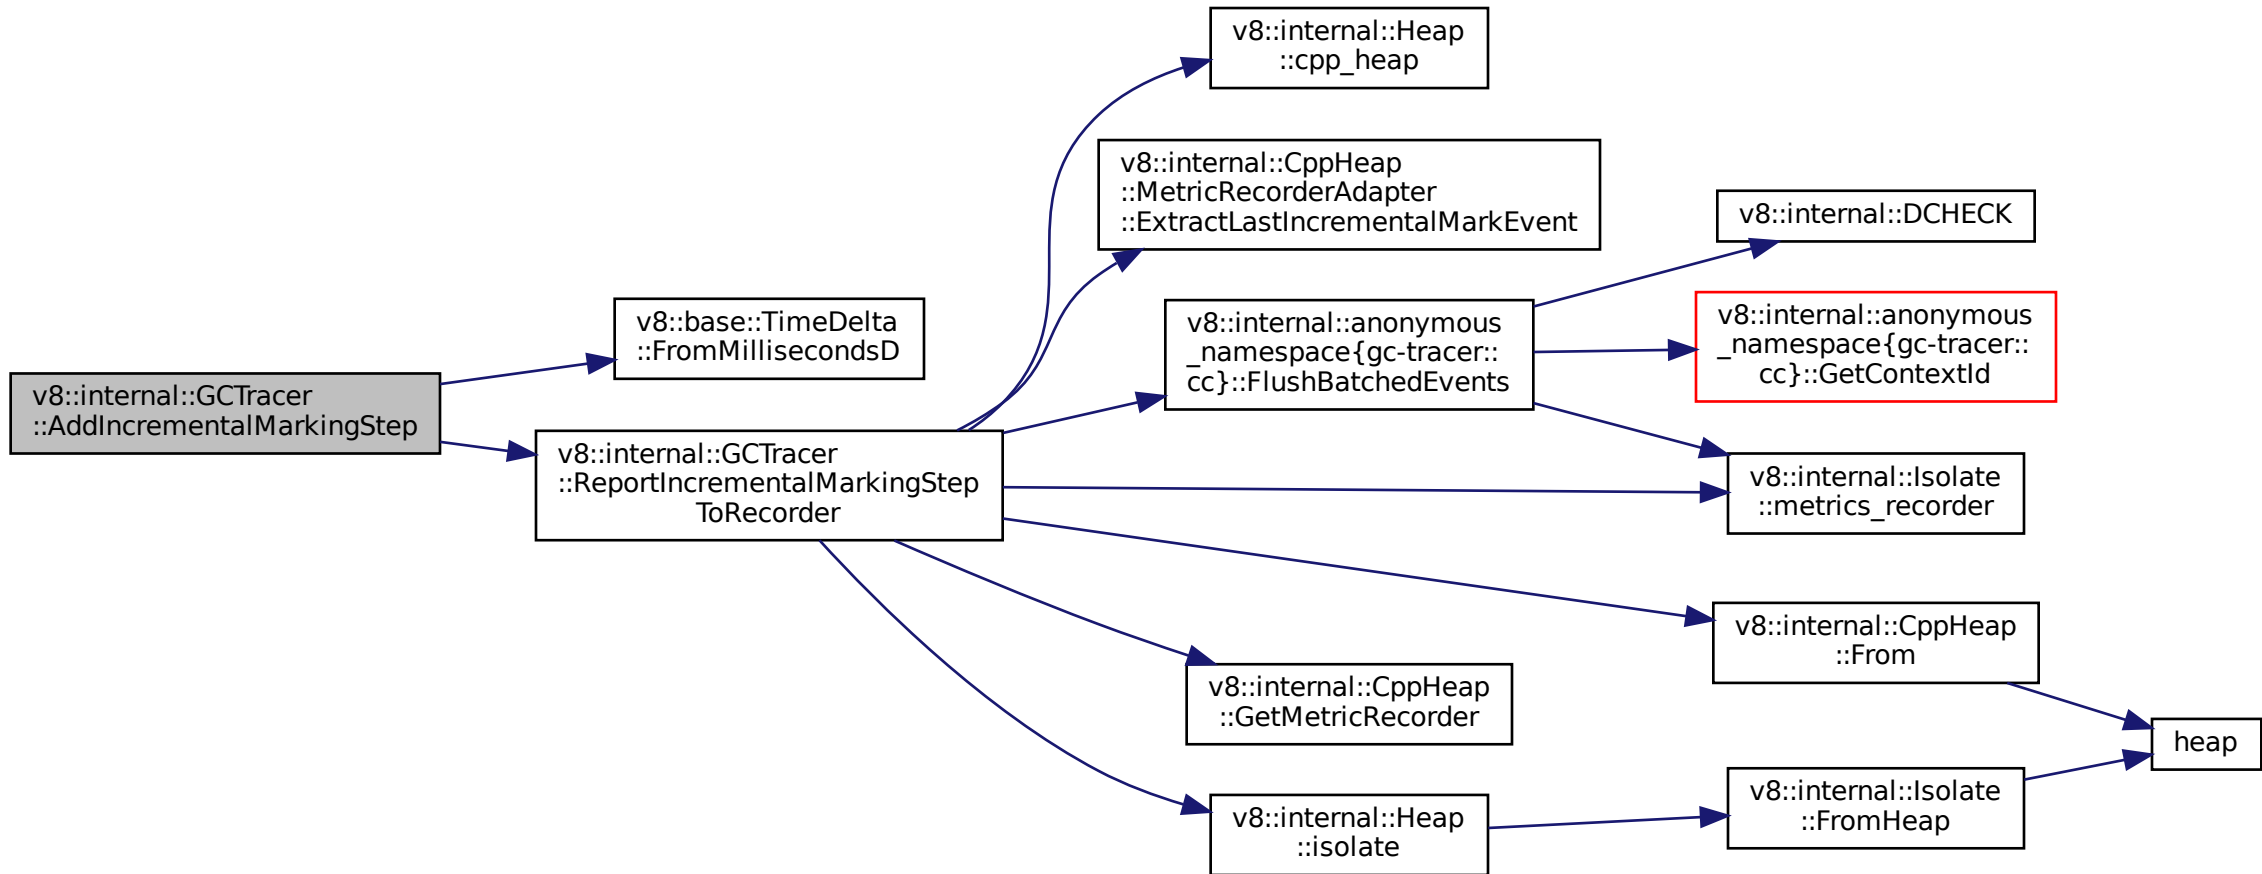 v8::internal::Heap
::cpp_heap
v8::internal::CppHeap
::MetricRecorderAdapter
::ExtractLastIncrementalMarkEvent
v8::internal::DCHECK
v8::base::TimeDelta
::FromMillisecondsD
v8::internal::anonymous
_namespace{gc-tracer::
cc}::FlushBatchedEvents
v8::internal::anonymous
_namespace{gc-tracer::
cc}::GetContextId
v8::internal::GCTracer
::AddIncrementalMarkingStep
v8::internal::GCTracer
::ReportIncrementalMarkingStep
ToRecorder
v8::internal::Isolate
::metrics_recorder
v8::internal::CppHeap
::From
v8::internal::CppHeap
::GetMetricRecorder
heap
v8::internal::Heap
::isolate
v8::internal::Isolate
::FromHeap